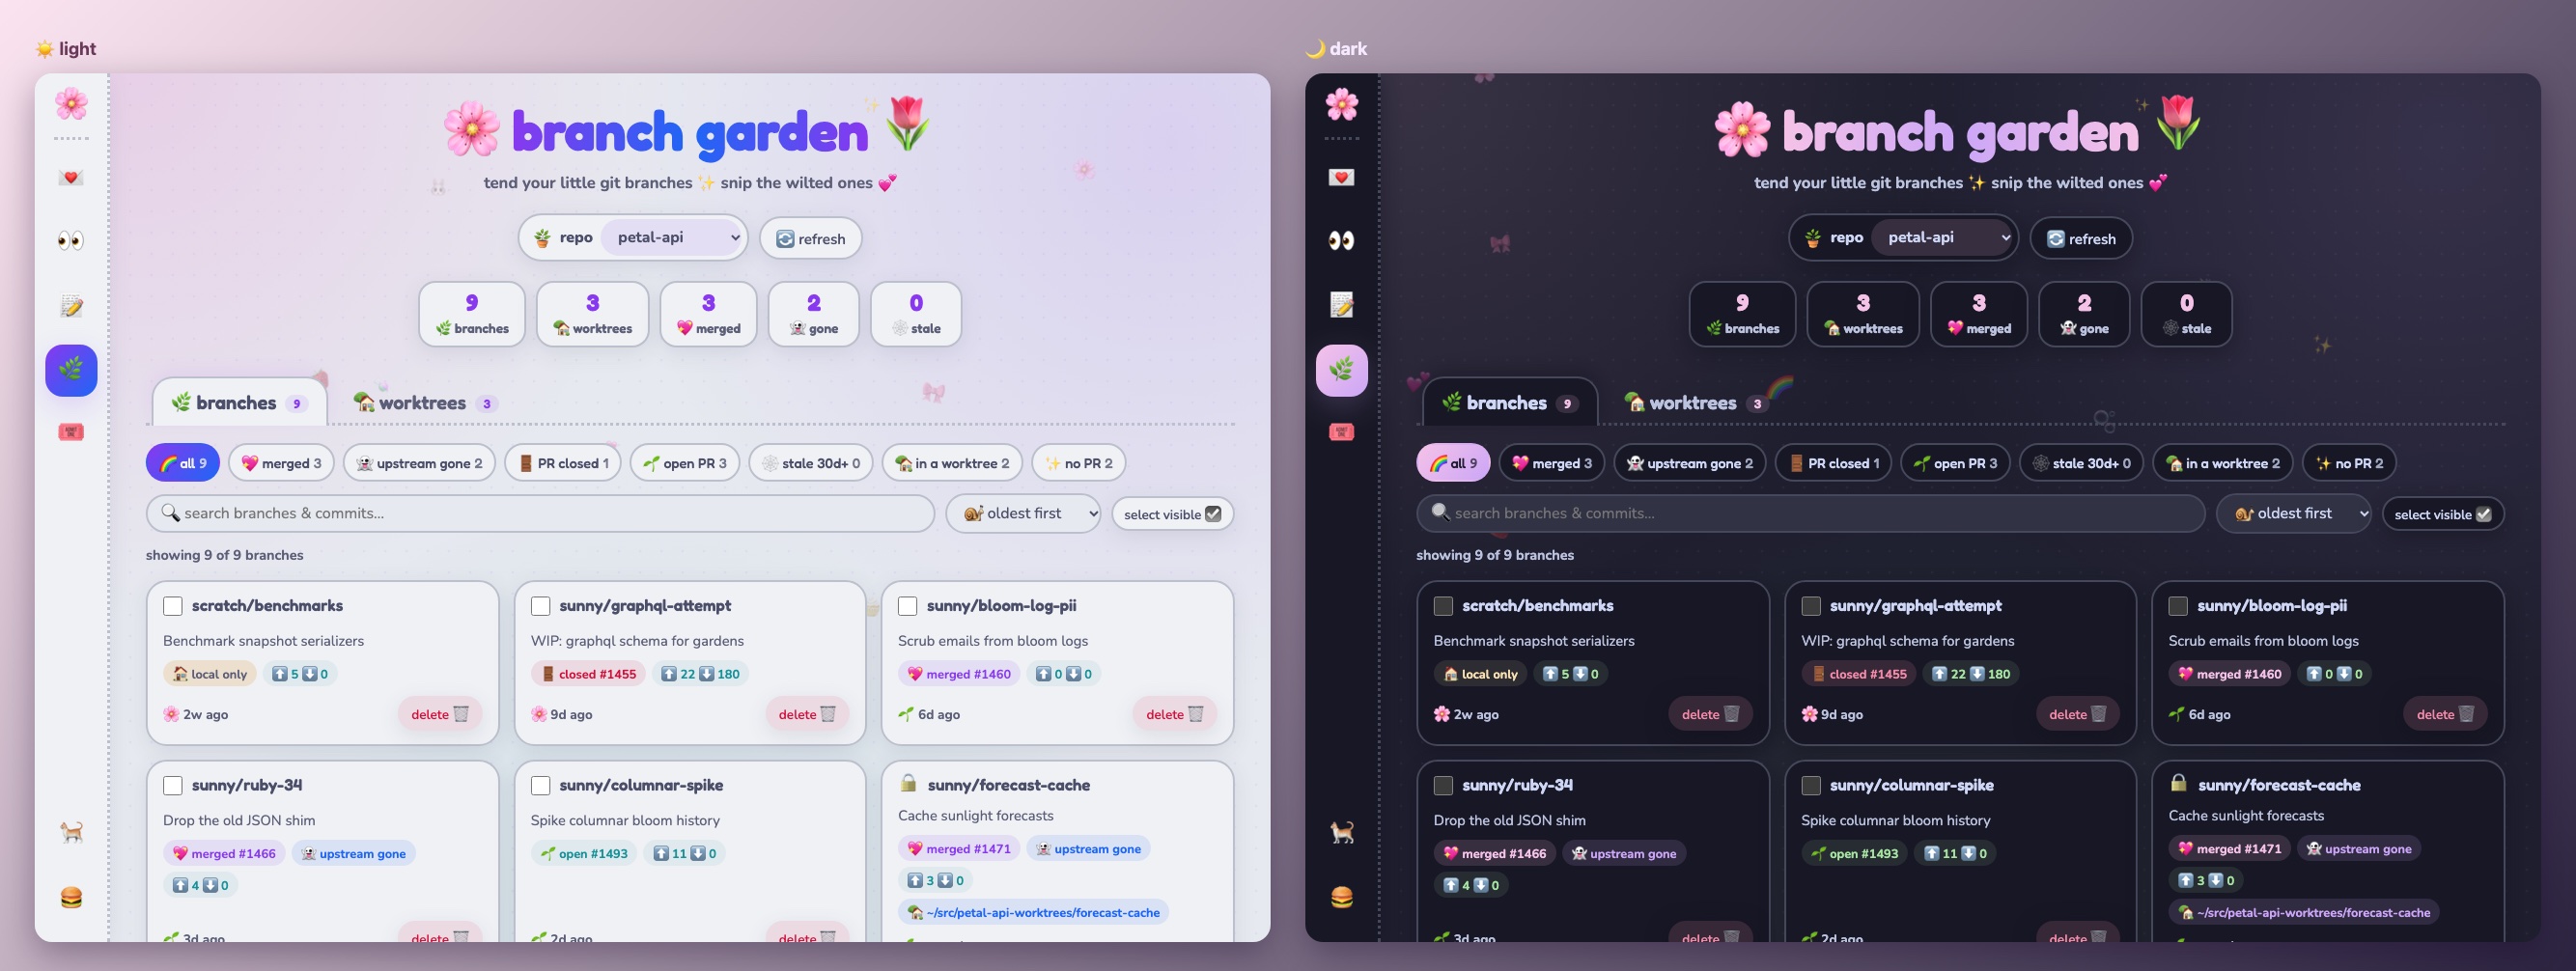 light
branch garden
tend your little git branches ✨ snip the wilted ones 💕
repo petal-api refresh
9 3 3 2 0
branches worktrees merged gone stale
branches 9 worktrees 3
all 9 merged 3 upstream gone 2 PR closed 1 open PR 3 stale 30d+ 0 in a worktree 2 no PR 2
search branches & commits... oldest first select visible
showing 9 of 9 branches
scratch/benchmarks
Benchmark snapshot serializers
local only 5 0
2w ago delete
sunny/graphql-attempt
WIP: graphql schema for gardens
closed #1455 22 180
9d ago delete
sunny/bloom-log-pii
Scrub emails from bloom logs
merged #1460 0 0
6d ago delete
sunny/ruby-34
Drop the old JSON shim
merged #1466 upstream gone
4 0
3d ago delete
sunny/columnar-spike
Spike columnar bloom history
open #1493 11 0
2d ago delete
sunny/forecast-cache
Cache sunlight forecasts
merged #1471 upstream gone
3 0
~/src/petal-api-worktrees/forecast-cache
dark
branch garden
tend your little git branches ✨ snip the wilted ones 💕
repo petal-api refresh
9 3 3 2 0
branches worktrees merged gone stale
branches 9 worktrees 3
all 9 merged 3 upstream gone 2 PR closed 1 open PR 3 stale 30d+ 0 in a worktree 2 no PR 2
search branches & commits... oldest first select visible
showing 9 of 9 branches
scratch/benchmarks
Benchmark snapshot serializers
local only 5 0
2w ago delete
sunny/graphql-attempt
WIP: graphql schema for gardens
closed #1455 22 180
9d ago delete
sunny/bloom-log-pii
Scrub emails from bloom logs
merged #1460 0 0
6d ago delete
sunny/ruby-34
Drop the old JSON shim
merged #1466 upstream gone
4 0
3d ago delete
sunny/columnar-spike
Spike columnar bloom history
open #1493 11 0
2d ago delete
sunny/forecast-cache
Cache sunlight forecasts
merged #1471 upstream gone
3 0
~/src/petal-api-worktrees/forecast-cache